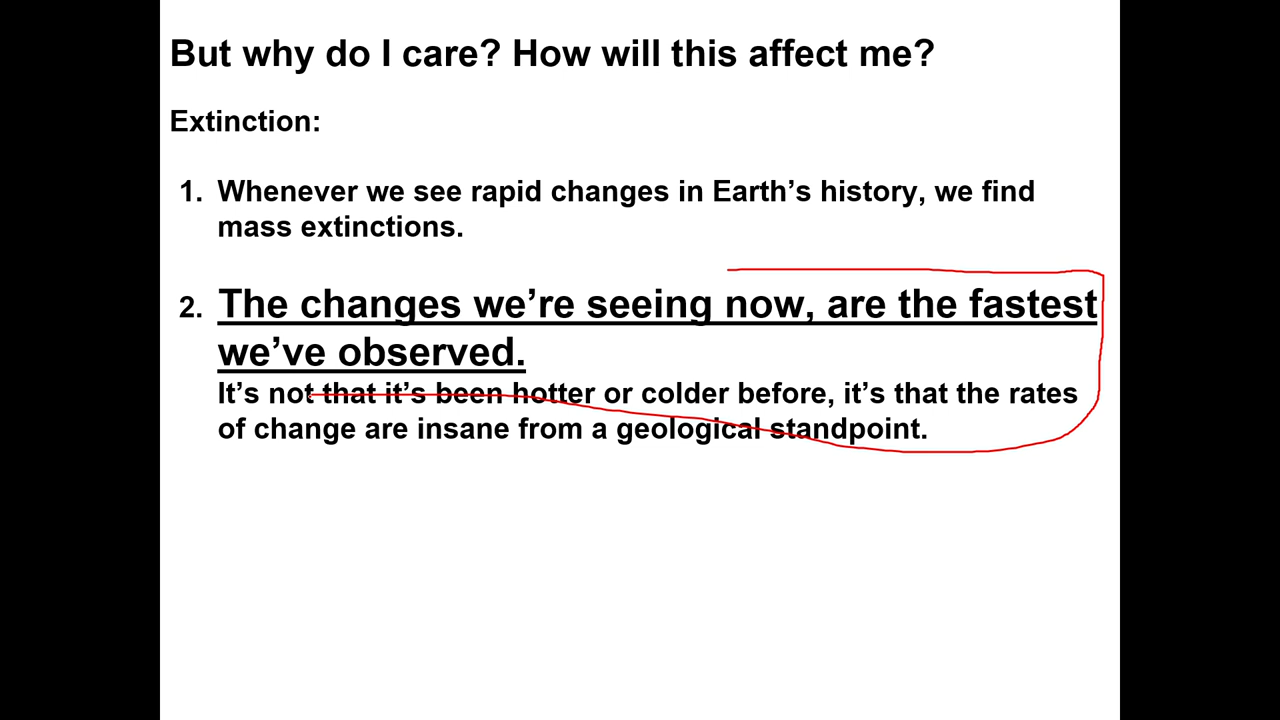 But why do I care? How will this affect me?
Extinction:
1. Whenever we see rapid changes in Earth’s history, we find
mass extinctions.
2. The changes we’re seeing now, are the fastest
we’ve observed.
It’s not that it’s been hotter or colder before, it’s that the rates
of change are insane from a geological standpoint.